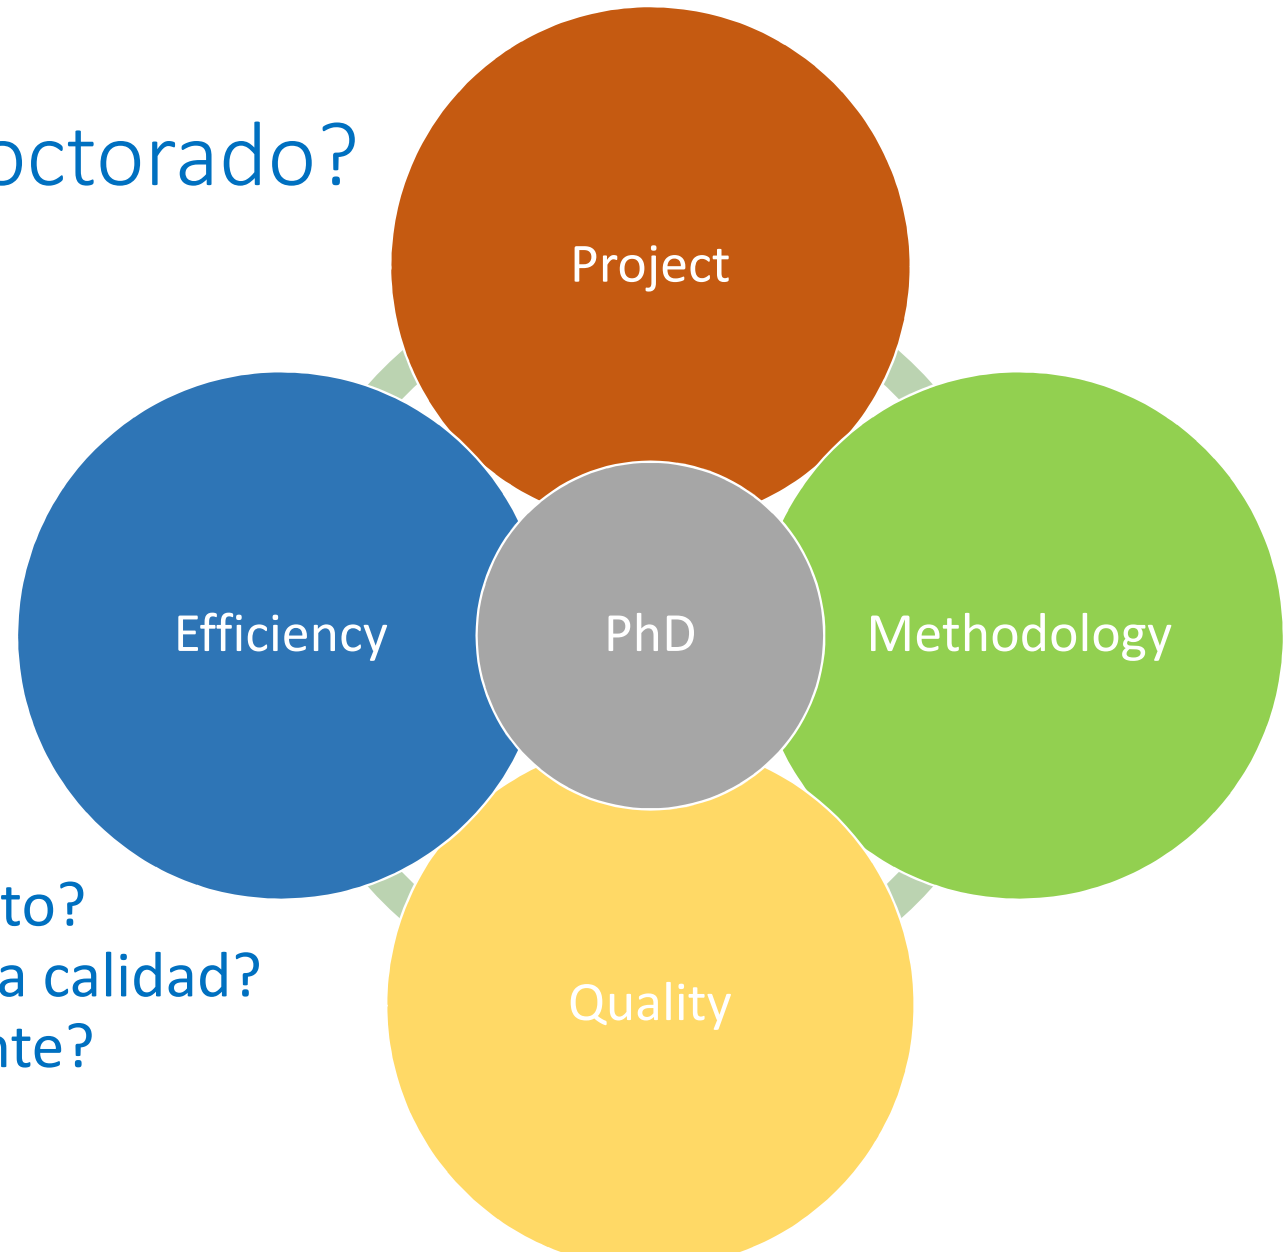 octorado?
Project
Efficiency
PhD
Methodology
to?
a calidad?
Quality
nte?